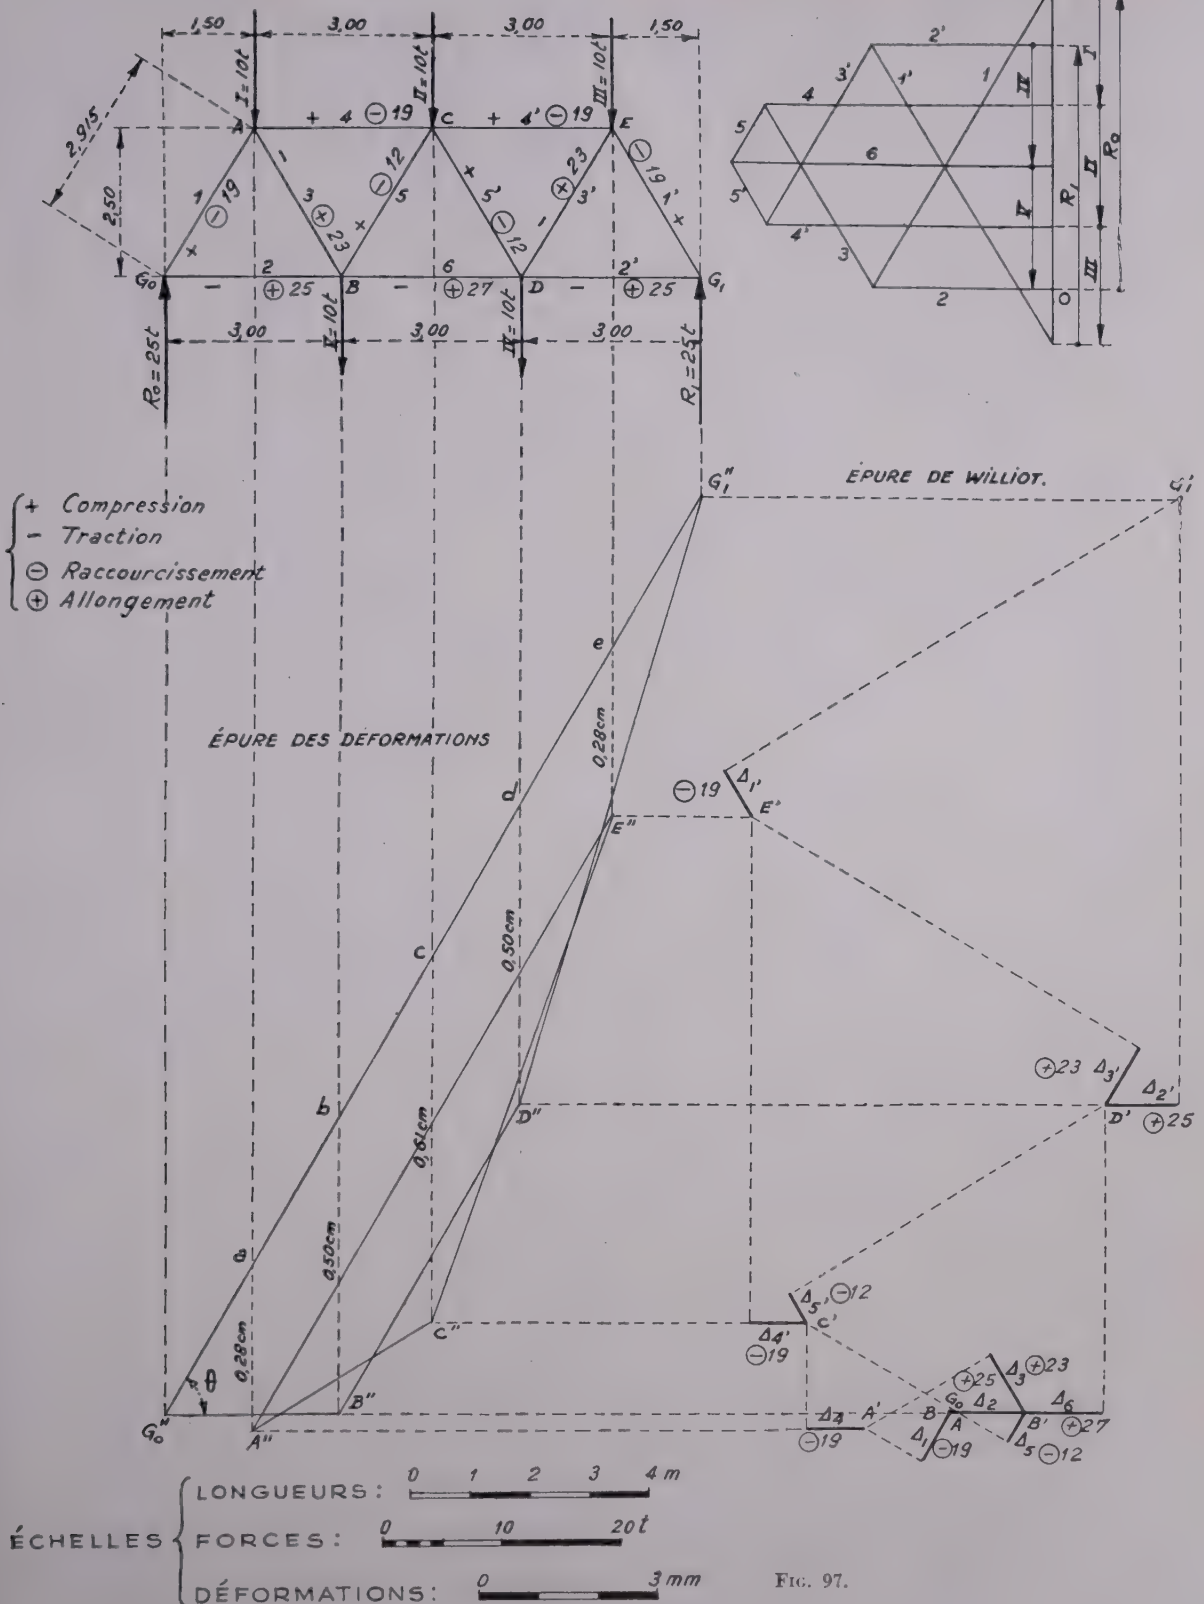 1,50 3,00 3,00 1,50
I=10t II=10t III=10t
A + 4 ⊖19 C + 4' ⊖19 E
2,915
2,50
1 ⊖19 +
- 3 ⊕23
+ 5 ⊖12
+ 5' ⊖12
- 3' ⊕23
⊖19 1' +
G₀ - 2 ⊕25 B - 6 ⊕27 D - 2' ⊕25 G₁
3,00 3,00 3,00
R₀=25t V=10t IV=10t R₁=25t
2' 3' 1' 1 IV I
4 5 6 R₁ II R₀
5' 4' 3 V III
2 O
+ Compression
- Traction
⊖ Raccourcissement
⊕ Allongement
ÉPURE DE WILLIOT.
G₁" G₁'
ÉPURE DES DÉFORMATIONS
e
0,28cm
⊖19 Δ₁' E'
E"
d
c
0,50cm
b
0,61cm
⊕23 Δ₃' Δ₂'
D" D' ⊕25
a
0,50cm
0,28cm
θ
C" Δ₅' ⊖12
Δ₄' C'
⊖19
G₀" A" B"
Δ₄ A' ⊖19
B G₀ A Δ₁ ⊖19
⊕25 Δ₂ Δ₃ ⊕23
B' Δ₆ ⊕27
Δ₅ ⊖12
ÉCHELLES
LONGUEURS: 0 1 2 3 4 m
FORCES: 0 10 20t
DÉFORMATIONS: 0 3 mm
FIG. 97.